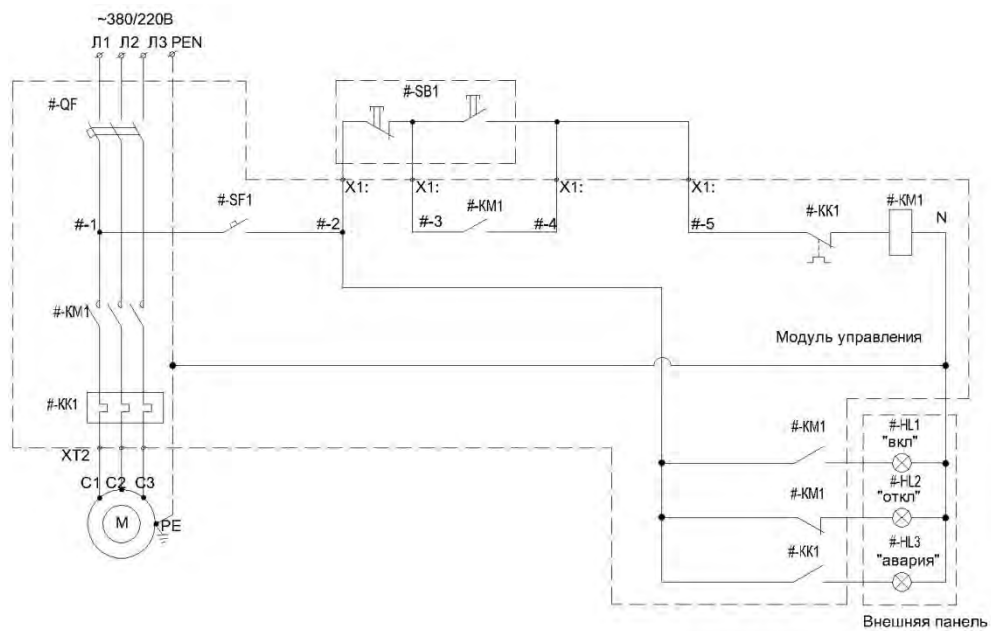 ~380/220В
Л1 Л2 Л3 PEN
#-QF
#-SB1
#-SF1
X1: X1: X1: X1:
#-KM1
#-KK1
#-KM1
#-1
#-2
#-3
#-4
#-5
N
#-KM1
Модуль управления
#-KK1
XT2
C1 C2 C3
M
PE
#-KM1
#-HL1
"вкл"
#-KM1
#-HL2
"откл"
#-KK1
#-HL3
"авария"
Внешняя панель